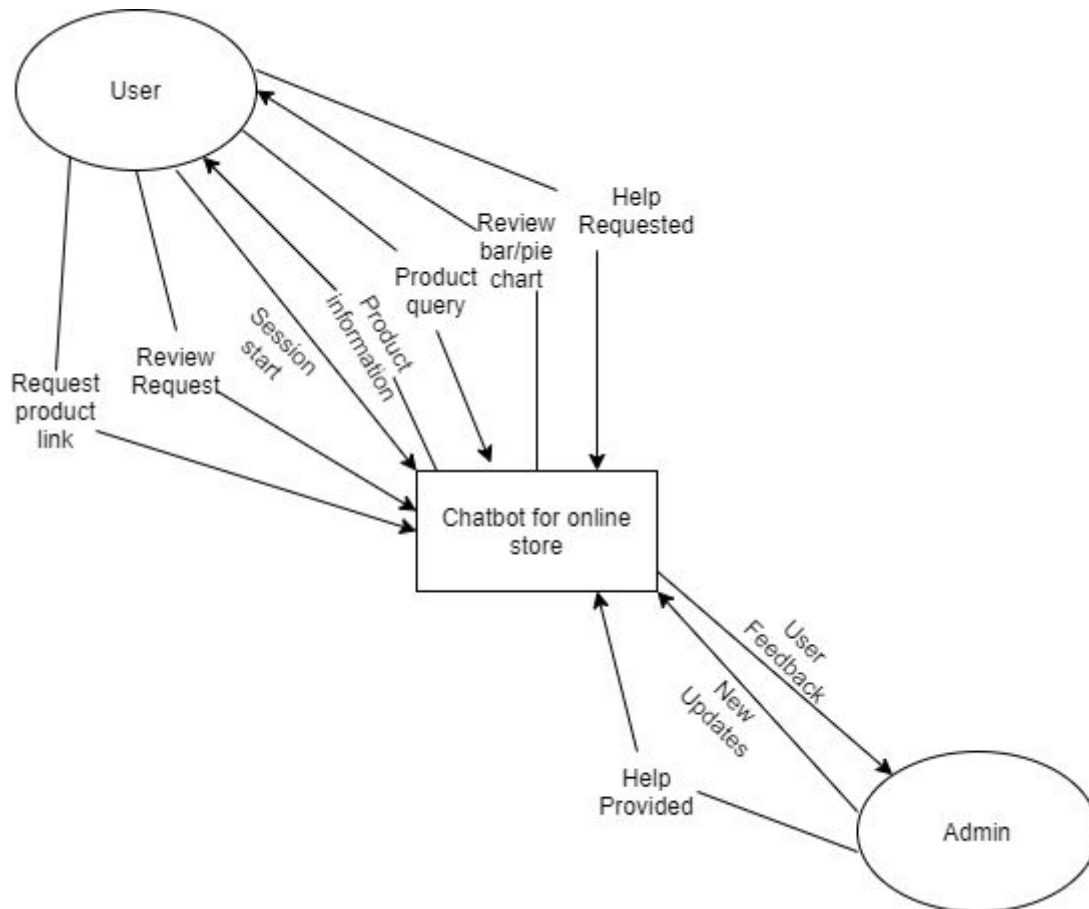 User
Help
Requested
Review
bar/pie
chart
Product
query
Product
information
Session
start
Review
Request
Request
product
link
Chatbot for online
store
User
Feedback
New
Updates
Help
Provided
Admin